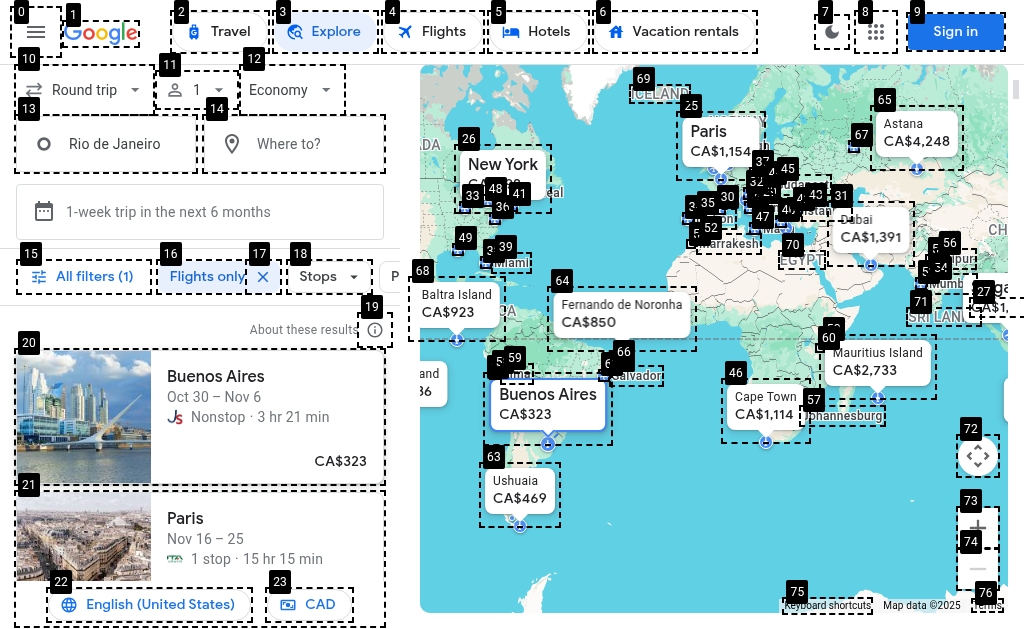 Google
Travel
Explore
Flights
Hotels
Vacation rentals
Sign in
Round trip
1
Economy
Rio de Janeiro
Where to?
1-week trip in the next 6 months
All filters (1)
Flights only
Stops
P
About these results
Buenos Aires
Oct 30 – Nov 6
Nonstop · 3 hr 21 min
CA$323
Paris
Nov 16 – 25
1 stop · 15 hr 15 min
English (United States)
CAD
ICELAND
Paris
CA$1,154
Astana
CA$4,248
New York
Dubai
CA$1,391
Miami
Marrakesh
EGYPT
SRI LANKA
Baltra Island
CA$923
Fernando de Noronha
CA$850
Mauritius Island
CA$2,733
Salvador
Buenos Aires
CA$323
Cape Town
CA$1,114
Johannesburg
Ushuaia
CA$469
Keyboard shortcuts
Map data ©2025
Terms
0
1
2
3
4
5
6
7
8
9
10
11
12
13
14
15
16
17
18
19
20
21
22
23
25
26
27
30
31
32
33
34
35
36
37
39
41
43
45
46
47
48
49
52
56
57
59
60
63
64
65
66
67
68
69
70
71
72
73
74
75
76